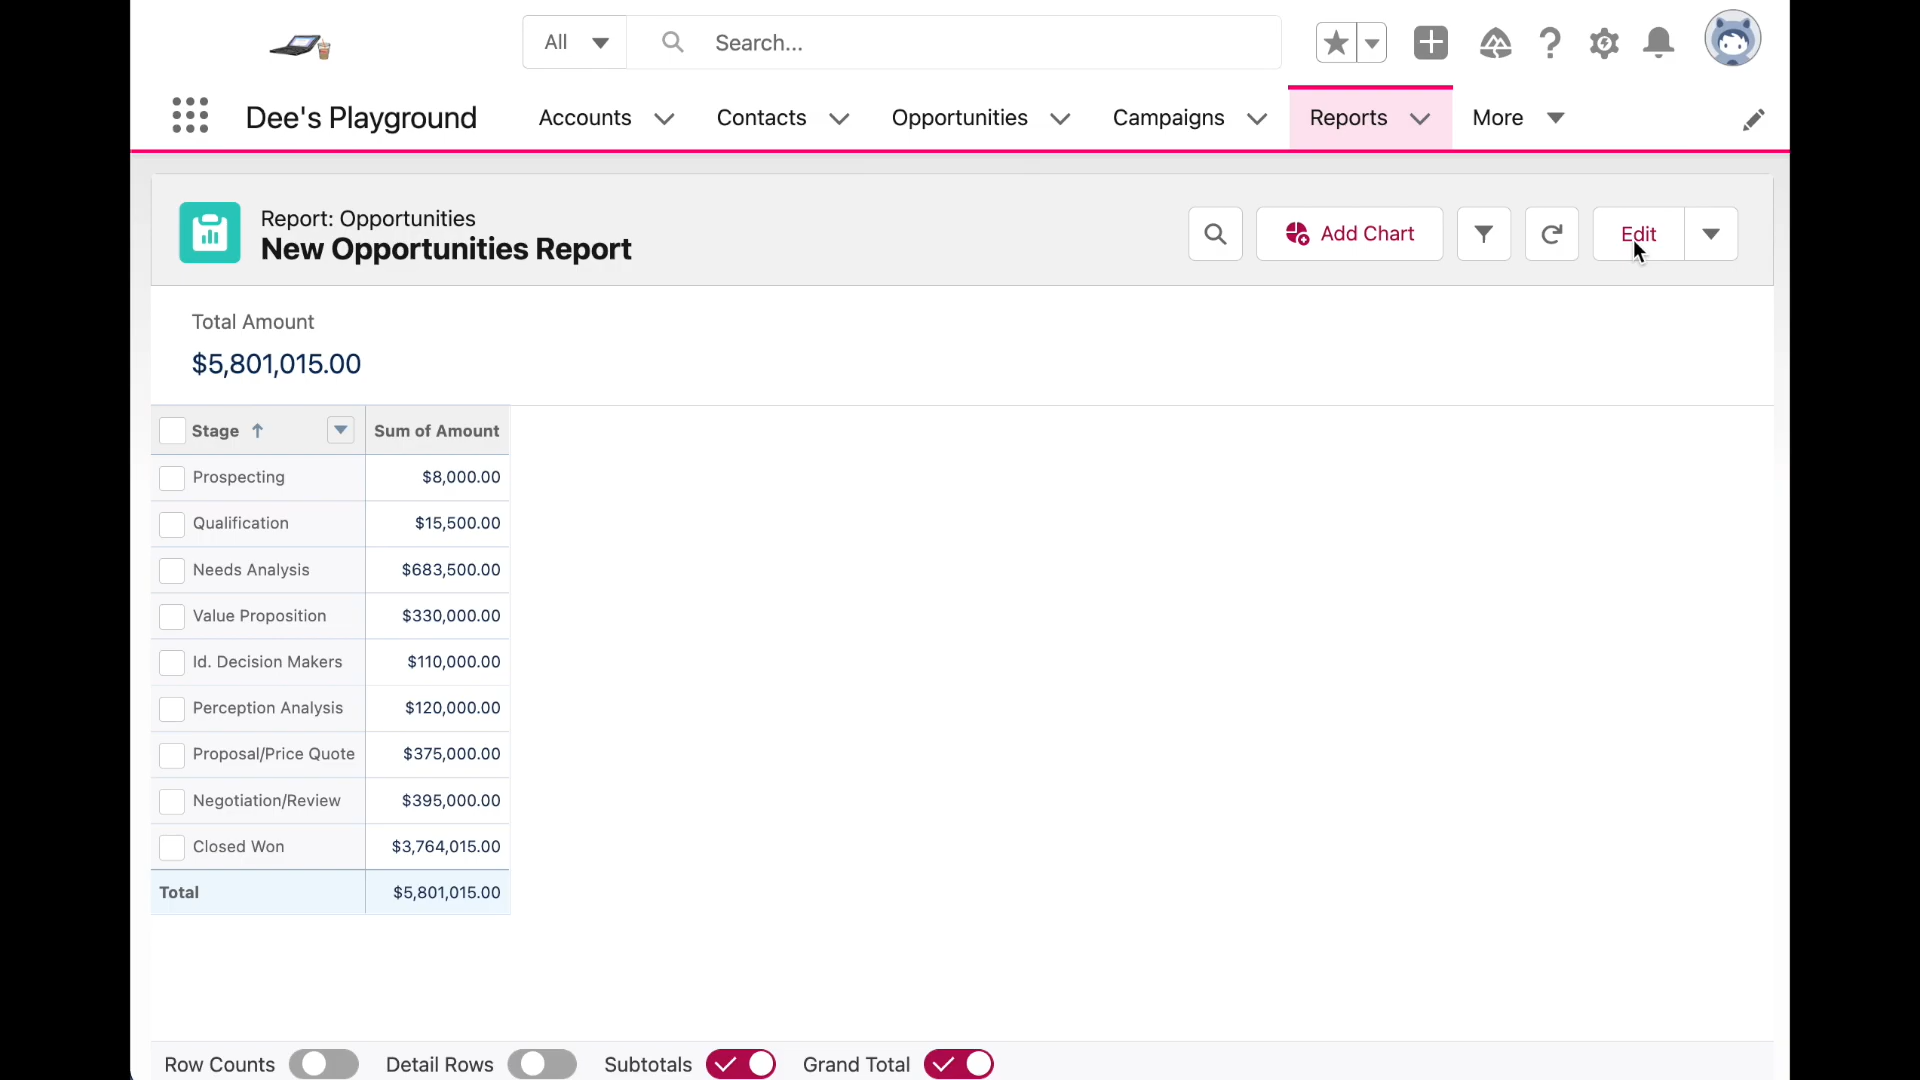 All
Search...
Dee's Playground
Accounts
Contacts
Opportunities
Campaigns
Reports
More
Report: Opportunities
New Opportunities Report
Add Chart
Edit
Total Amount
$5,801,015.00
Stage ↑ Sum of Amount
Prospecting $8,000.00
Qualification $15,500.00
Needs Analysis $683,500.00
Value Proposition $330,000.00
Id. Decision Makers $110,000.00
Perception Analysis $120,000.00
Proposal/Price Quote $375,000.00
Negotiation/Review $395,000.00
Closed Won $3,764,015.00
Total $5,801,015.00
Row Counts
Detail Rows
Subtotals
Grand Total